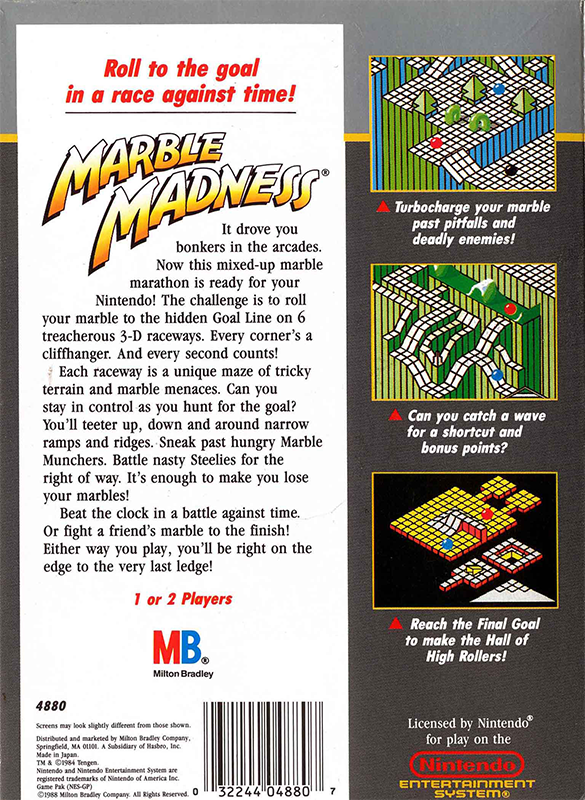 Roll to the goal
in a race against time!
MARBLE
MADNESS®
It drove you
bonkers in the arcades.
Now this mixed-up marble
marathon is ready for your
Nintendo! The challenge is to roll
your marble to the hidden Goal Line on 6
treacherous 3-D raceways. Every corner's a
cliffhanger. And every second counts!
Each raceway is a unique maze of tricky
terrain and marble menaces. Can you
stay in control as you hunt for the goal?
You'll teeter up, down and around narrow
ramps and ridges. Sneak past hungry Marble
Munchers. Battle nasty Steelies for the
right of way. It's enough to make you lose
your marbles!
Beat the clock in a battle against time.
Or fight a friend's marble to the finish!
Either way you play, you'll be right on the
edge to the very last ledge!
1 or 2 Players
MB®
Milton Bradley
4880
Screens may look slightly different from those shown.
Distributed and marketed by Milton Bradley Company,
Springfield, MA 01101. A Subsidiary of Hasbro, Inc.
Made in Japan.
TM & ©1984 Tengen.
Nintendo and Nintendo Entertainment System are
registered trademarks of Nintendo of America Inc.
Game Pak (NES-GP)
©1988 Milton Bradley Company. All Rights Reserved.
0 32244 04880 7
Turbocharge your marble
past pitfalls and
deadly enemies!
Can you catch a wave
for a shortcut and
bonus points?
Reach the Final Goal
to make the Hall of
High Rollers!
Licensed by Nintendo®
for play on the
Nintendo
ENTERTAINMENT
SYSTEM®